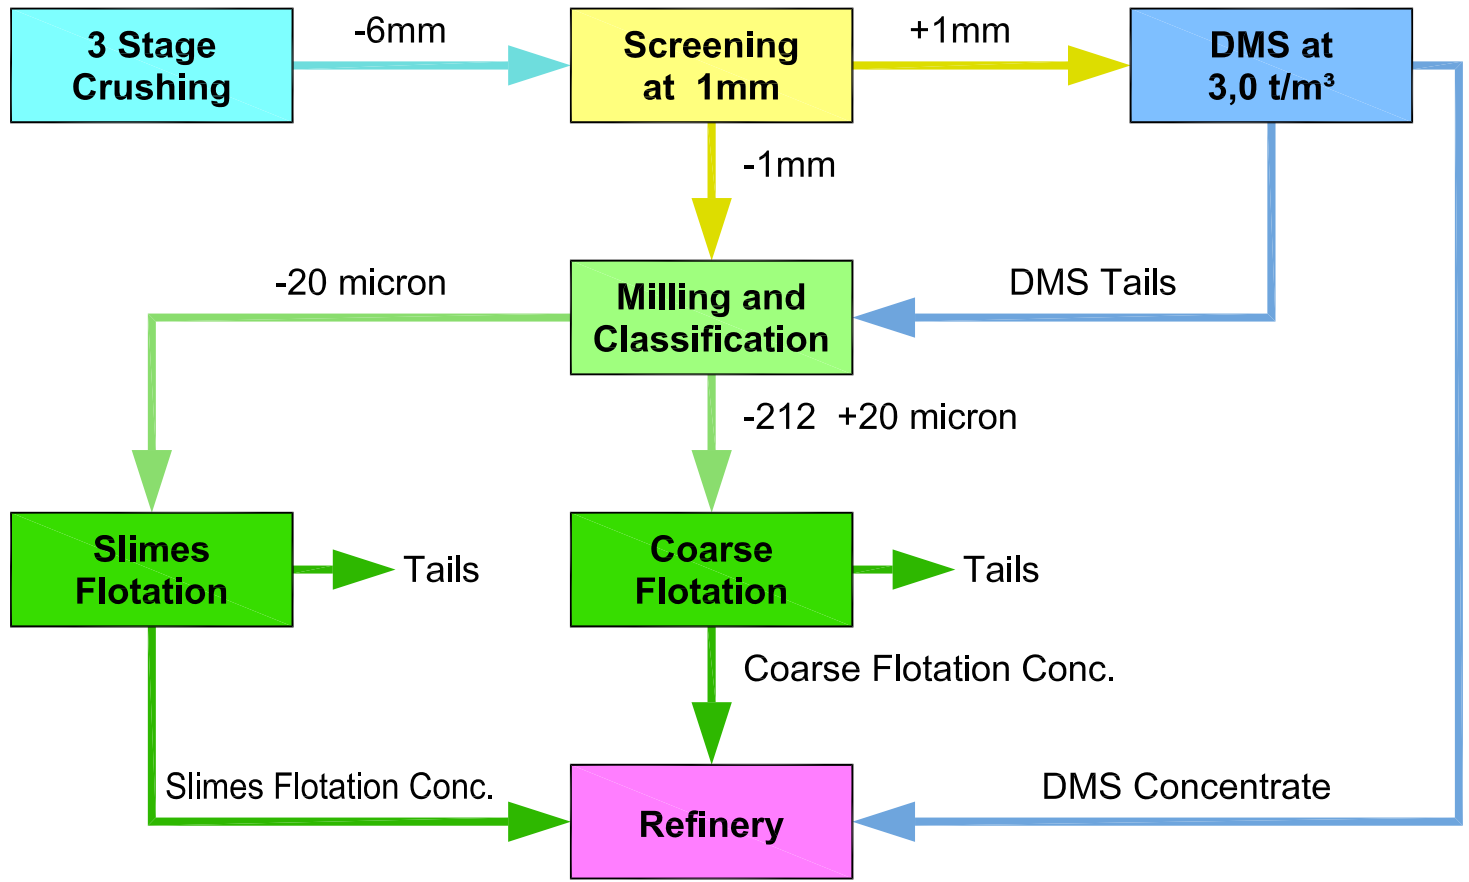 3 Stage
Crushing
-6mm
Screening
at 1mm
+1mm
DMS at
3,0 t/m³
-1mm
-20 micron
Milling and
Classification
DMS Tails
-212 +20 micron
Slimes
Flotation
Tails
Coarse
Flotation
Tails
Coarse Flotation Conc.
Slimes Flotation Conc.
Refinery
DMS Concentrate